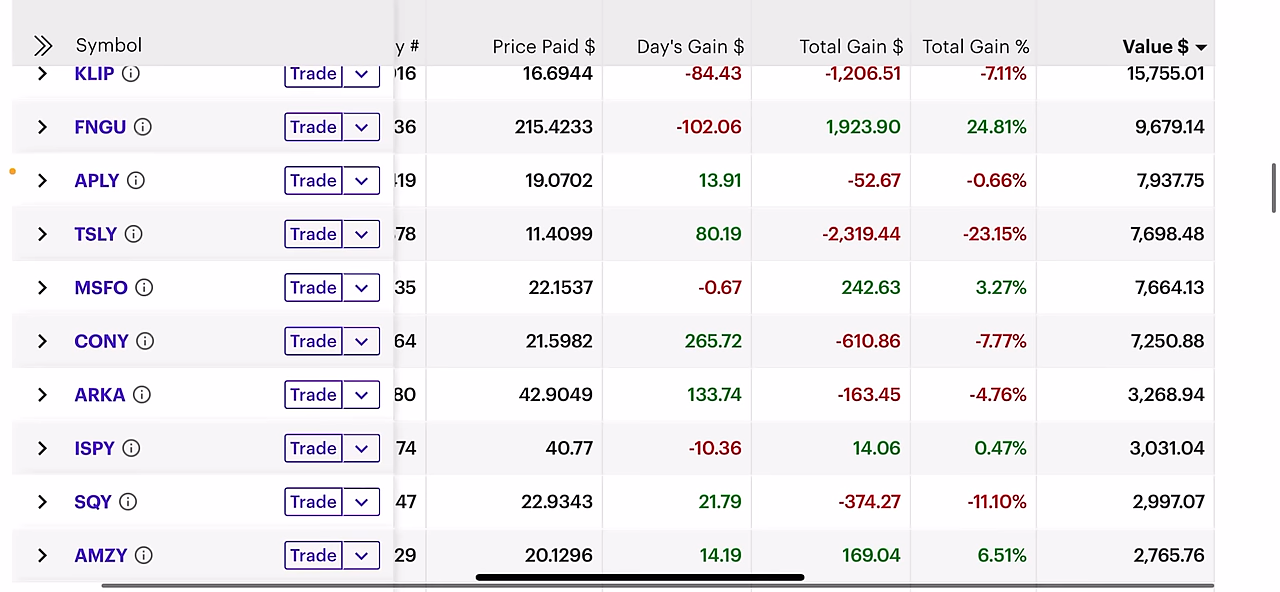 Symbol y # Price Paid $ Day's Gain $ Total Gain $ Total Gain % Value $
KLIP Trade 16 16.6944 -84.43 -1,206.51 -7.11% 15,755.01
FNGU Trade 36 215.4233 -102.06 1,923.90 24.81% 9,679.14
APLY Trade 419 19.0702 13.91 -52.67 -0.66% 7,937.75
TSLY Trade 78 11.4099 80.19 -2,319.44 -23.15% 7,698.48
MSFO Trade 35 22.1537 -0.67 242.63 3.27% 7,664.13
CONY Trade 64 21.5982 265.72 -610.86 -7.77% 7,250.88
ARKA Trade 80 42.9049 133.74 -163.45 -4.76% 3,268.94
ISPY Trade 74 40.77 -10.36 14.06 0.47% 3,031.04
SQY Trade 47 22.9343 21.79 -374.27 -11.10% 2,997.07
AMZY Trade 29 20.1296 14.19 169.04 6.51% 2,765.76